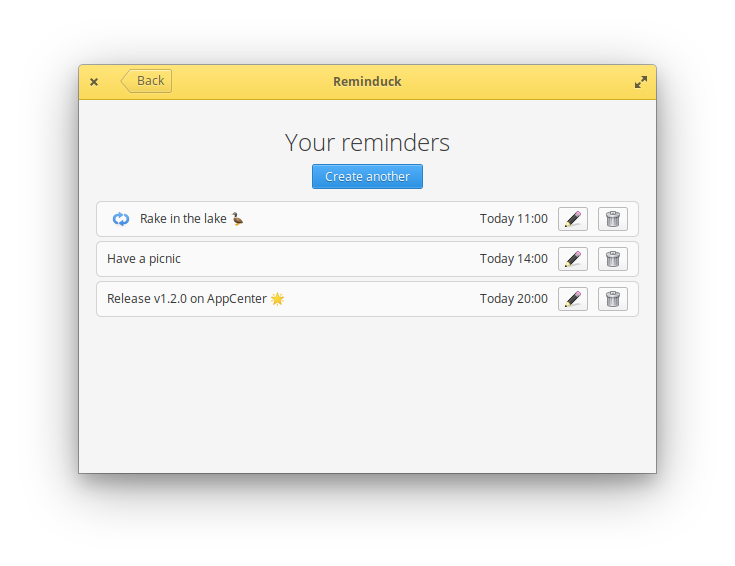 Back
Reminduck
Your reminders
Create another
Rake in the lake 🦆 Today 11:00
Have a picnic Today 14:00
Release v1.2.0 on AppCenter 🌟 Today 20:00